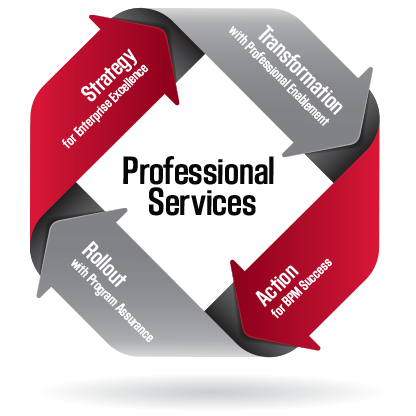 Strategy
for Enterprise Excellence
Transformation
with Professional Enablement
Professional
Services
Rollout
with Program Assurance
Action
for BPM Success